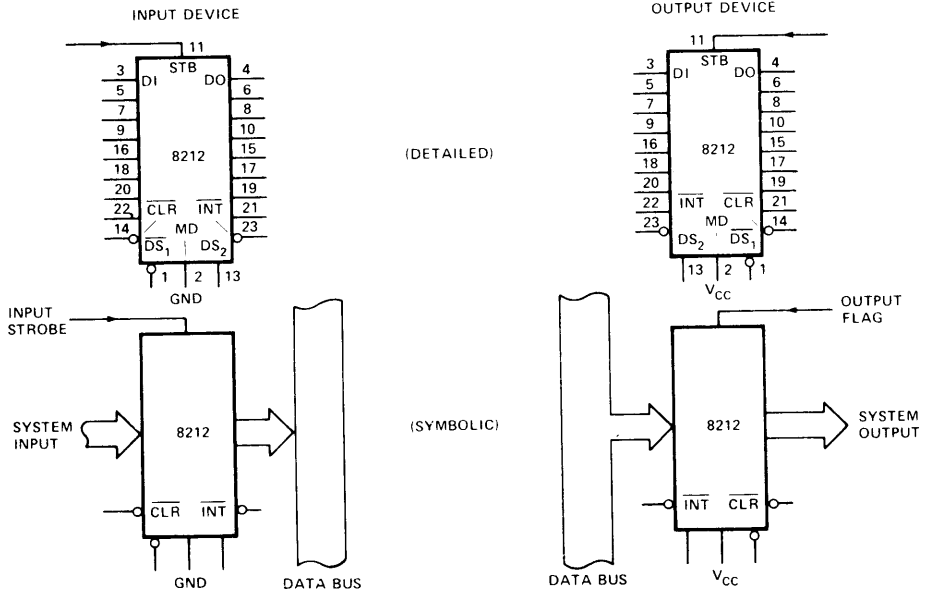 INPUT DEVICE
11
STB
3 DI DO 4
5 6
7 8
9 10
16 8212 15
18 17
20 19
22 CLR INT 21
14 MD 23
DS1 DS2
1 2 13
GND
(DETAILED)
OUTPUT DEVICE
11
STB
3 DI DO 4
5 6
7 8
9 10
16 8212 15
18 17
20 19
22 INT CLR 21
23 MD 14
DS2 DS1
13 2 1
VCC
INPUT
STROBE
SYSTEM
INPUT
8212
CLR INT
GND
DATA BUS
(SYMBOLIC)
OUTPUT
FLAG
8212
SYSTEM
OUTPUT
INT CLR
DATA BUS
VCC